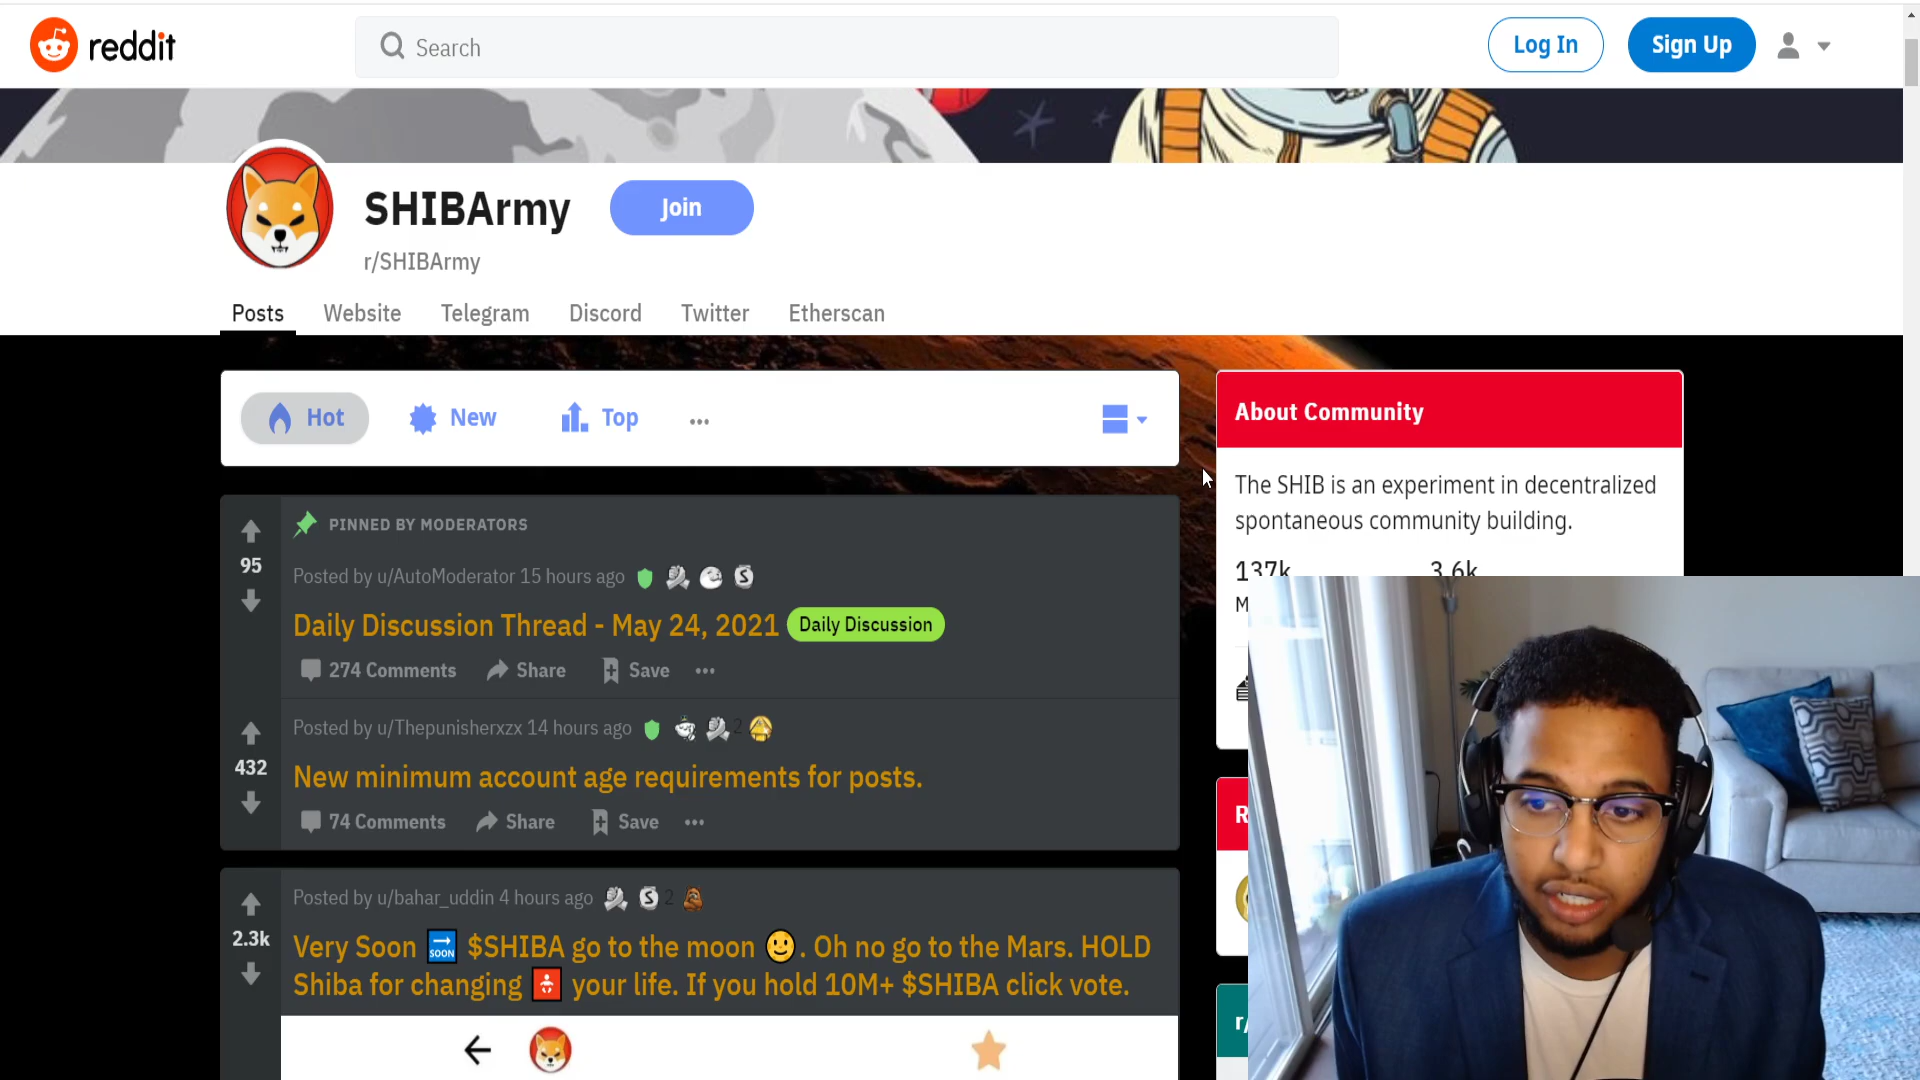 reddit
Search
Log In
Sign Up
SHIBArmy
Join
r/SHIBArmy
Posts
Website
Telegram
Discord
Twitter
Etherscan
Hot
New
Top
...
About Community
The SHIB is an experiment in decentralized
spontaneous community building.
137k
3.6k
M
PINNED BY MODERATORS
95
Posted by u/AutoModerator 15 hours ago
Daily Discussion Thread - May 24, 2021
Daily Discussion
274 Comments
Share
Save
...
432
Posted by u/Thepunisherxzx 14 hours ago
2
New minimum account age requirements for posts.
74 Comments
Share
Save
...
R
2.3k
Posted by u/bahar_uddin 4 hours ago
2
Very Soon 🔜 $SHIBA go to the moon 🙂. Oh no go to the Mars. HOLD
Shiba for changing 🚼 your life. If you hold 10M+ $SHIBA click vote.
r/